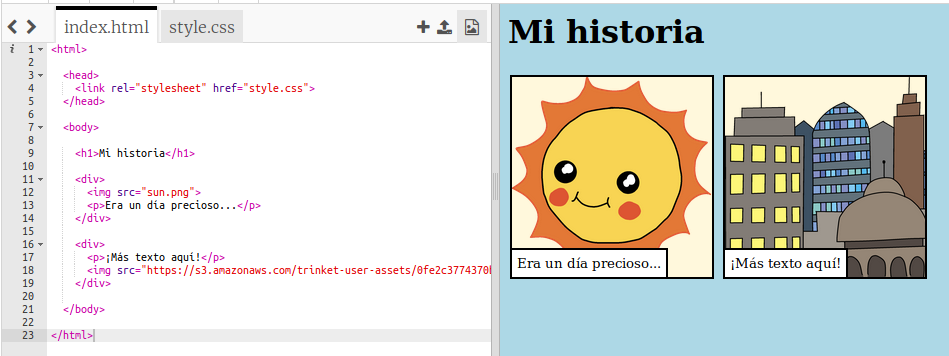 index.html style.css
i 1 <html>
2
3 <head>
4 <link rel="stylesheet" href="style.css">
5 </head>
6
7 <body>
8
9 <h1>Mi historia</h1>
10
11 <div>
12 <img src="sun.png">
13 <p>Era un día precioso...</p>
14 </div>
15
16 <div>
17 <p>¡Más texto aquí!</p>
18 <img src="https://s3.amazonaws.com/trinket-user-assets/0fe2c3774370
19 </div>
20
21 </body>
22
23 </html>
Mi historia
Era un día precioso...
¡Más texto aquí!